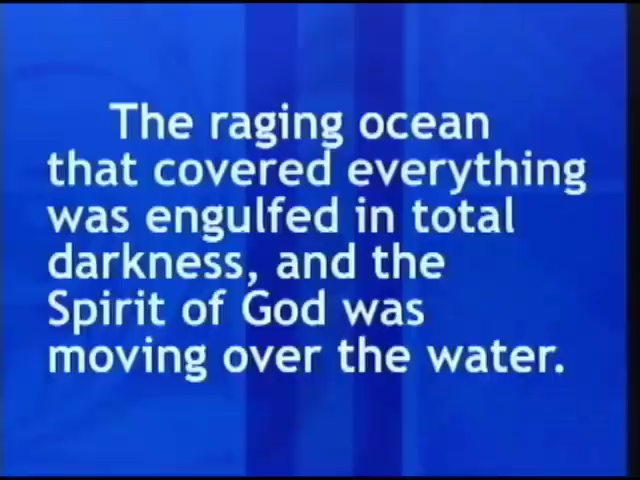 The raging ocean
that covered everything
was engulfed in total
darkness, and the
Spirit of God was
moving over the water.